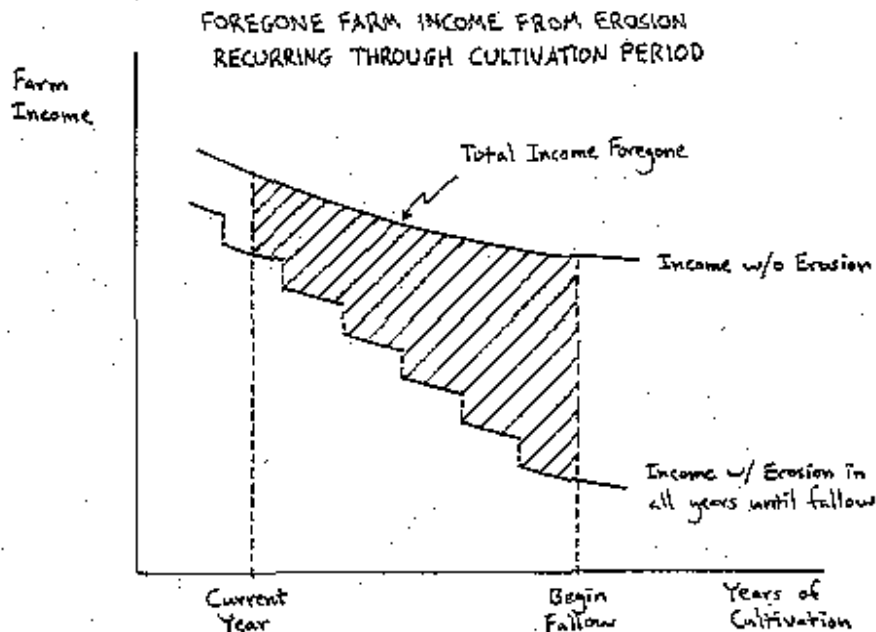 FOREGONE FARM INCOME FROM EROSION
RECURRING THROUGH CULTIVATION PERIOD
Farm
Income
Total Income Foregone
Income w/o Erosion
Income w/ Erosion in
all years until fallow
Current
Year
Begin
Fallow
Years of
Cultivation